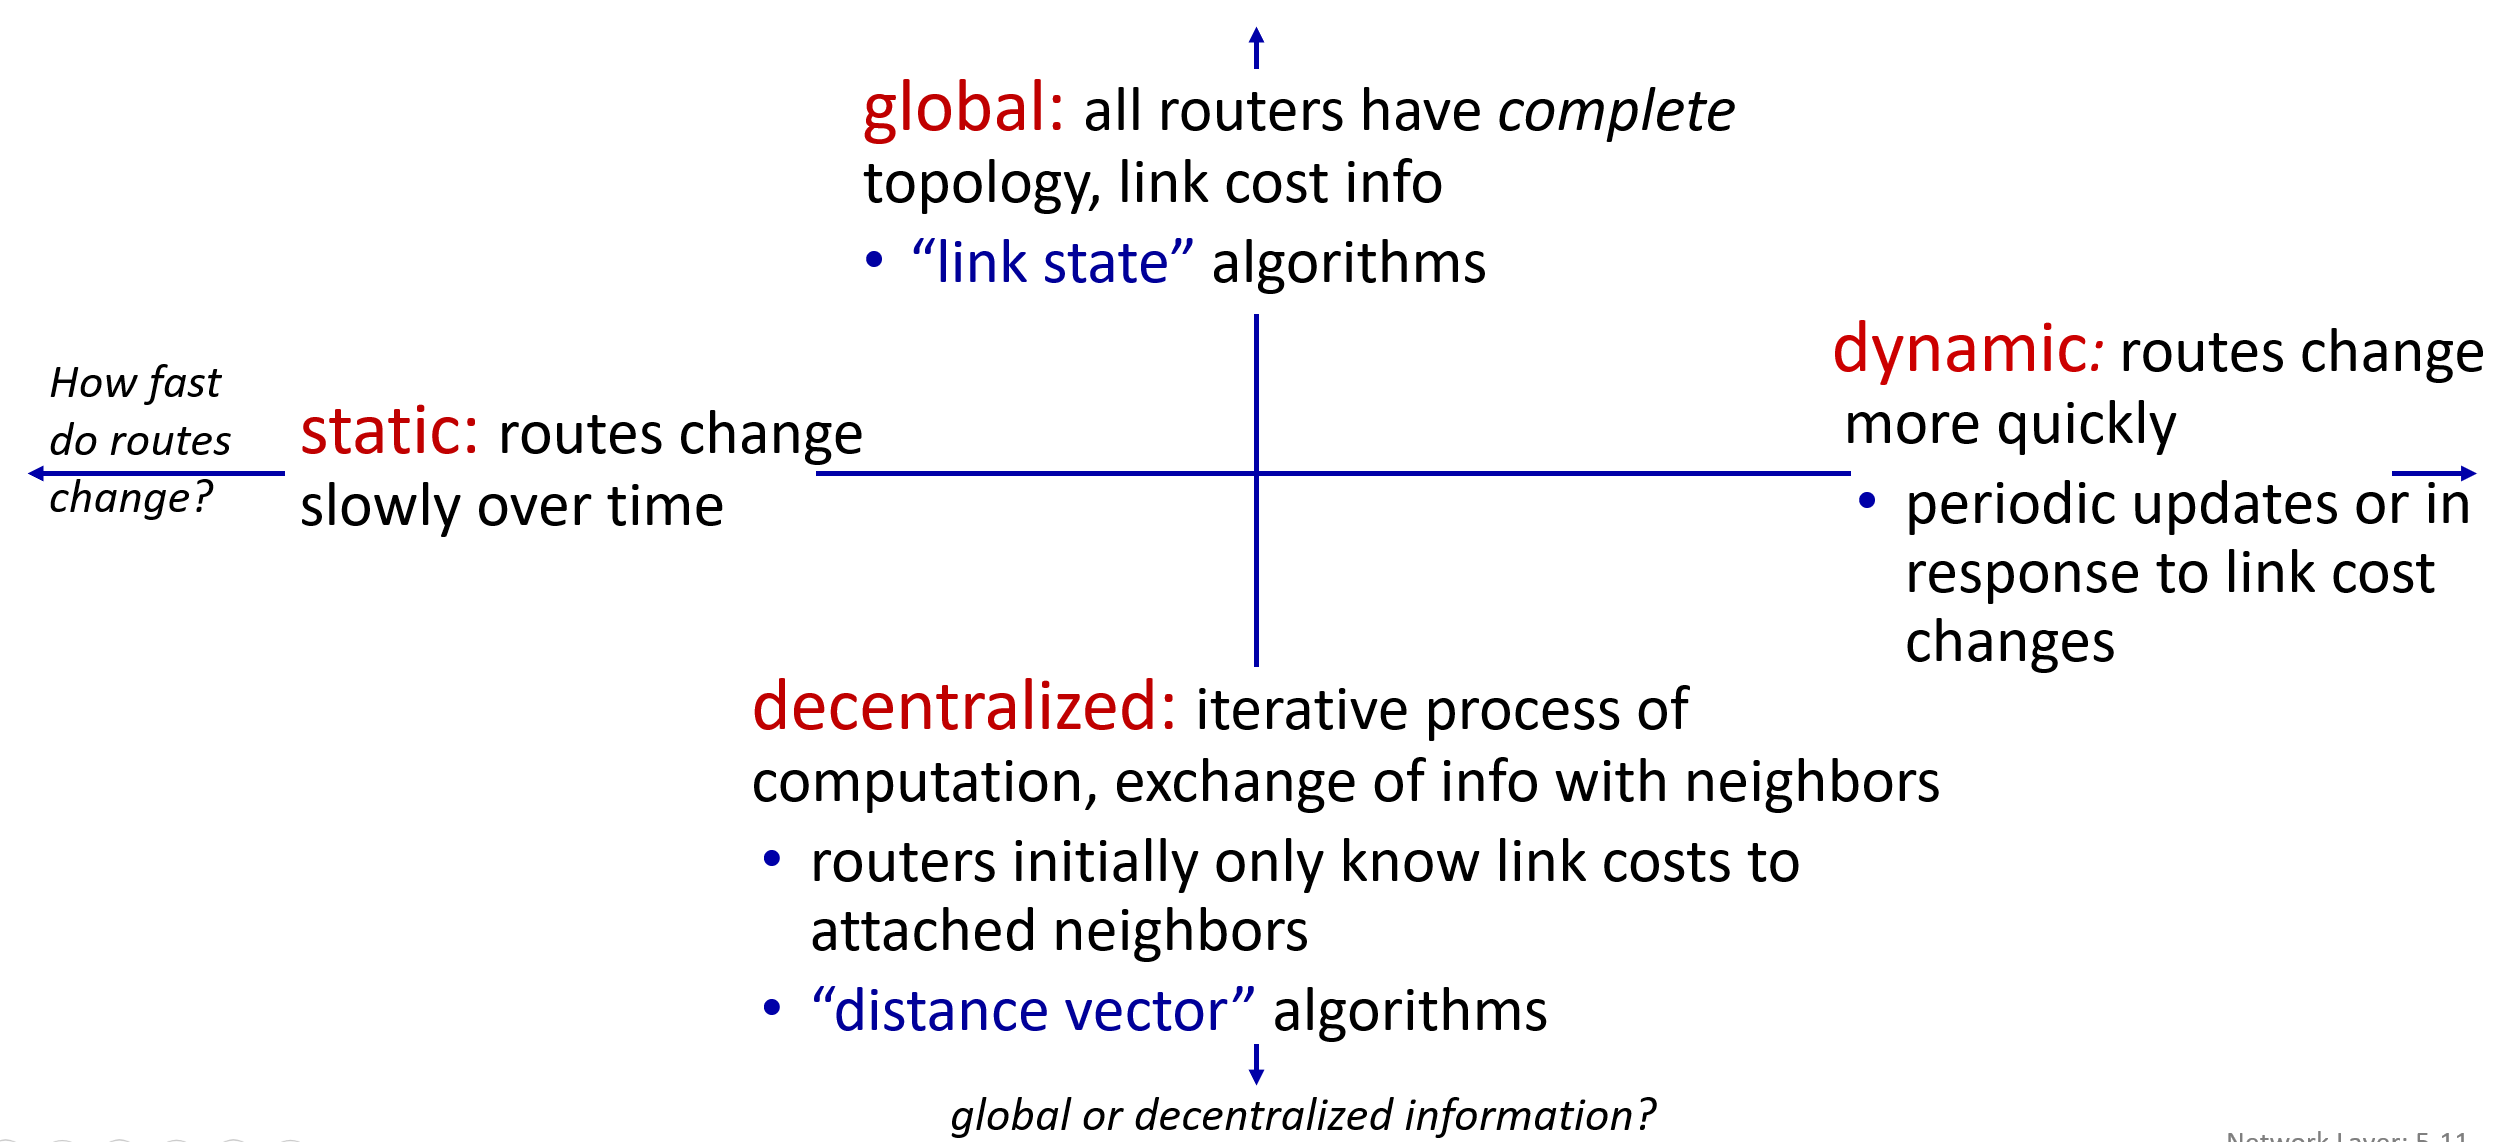 global: all routers have complete
topology, link cost info
• “link state” algorithms
How fast
do routes
change?
static: routes change
slowly over time
dynamic: routes change
more quickly
• periodic updates or in
response to link cost
changes
decentralized: iterative process of
computation, exchange of info with neighbors
• routers initially only know link costs to
attached neighbors
• “distance vector” algorithms
global or decentralized information?
Network Layer: 5-11